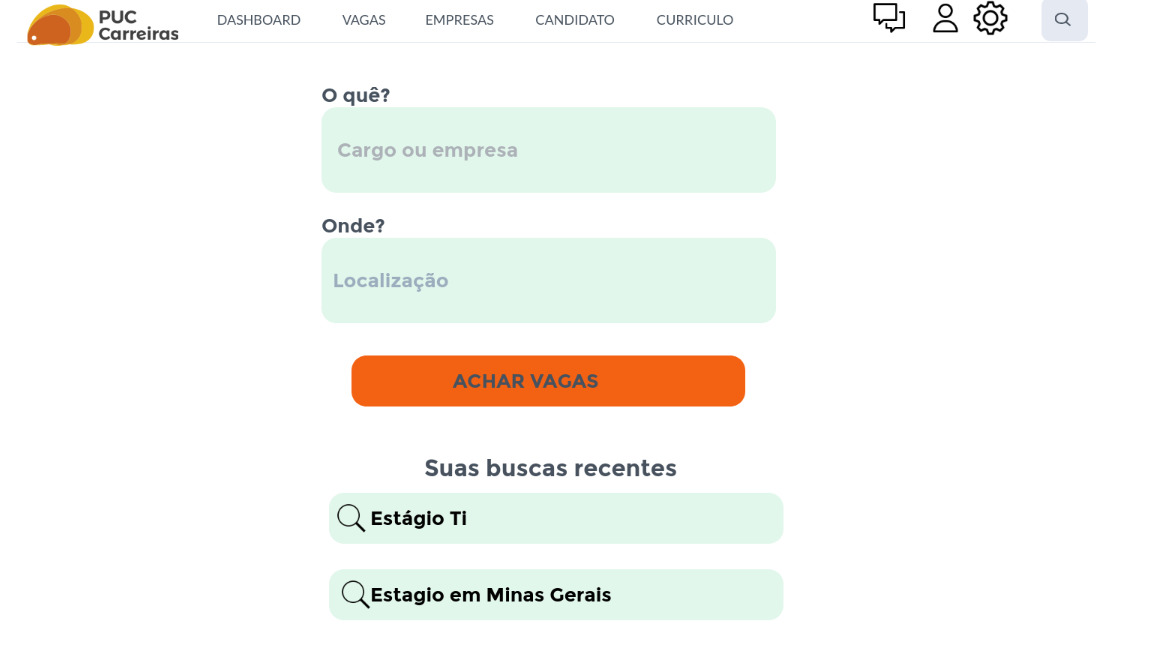 PUC
Carreiras
DASHBOARD
VAGAS
EMPRESAS
CANDIDATO
CURRICULO
O quê?
Cargo ou empresa
Onde?
Localização
ACHAR VAGAS
Suas buscas recentes
Estágio Ti
Estagio em Minas Gerais